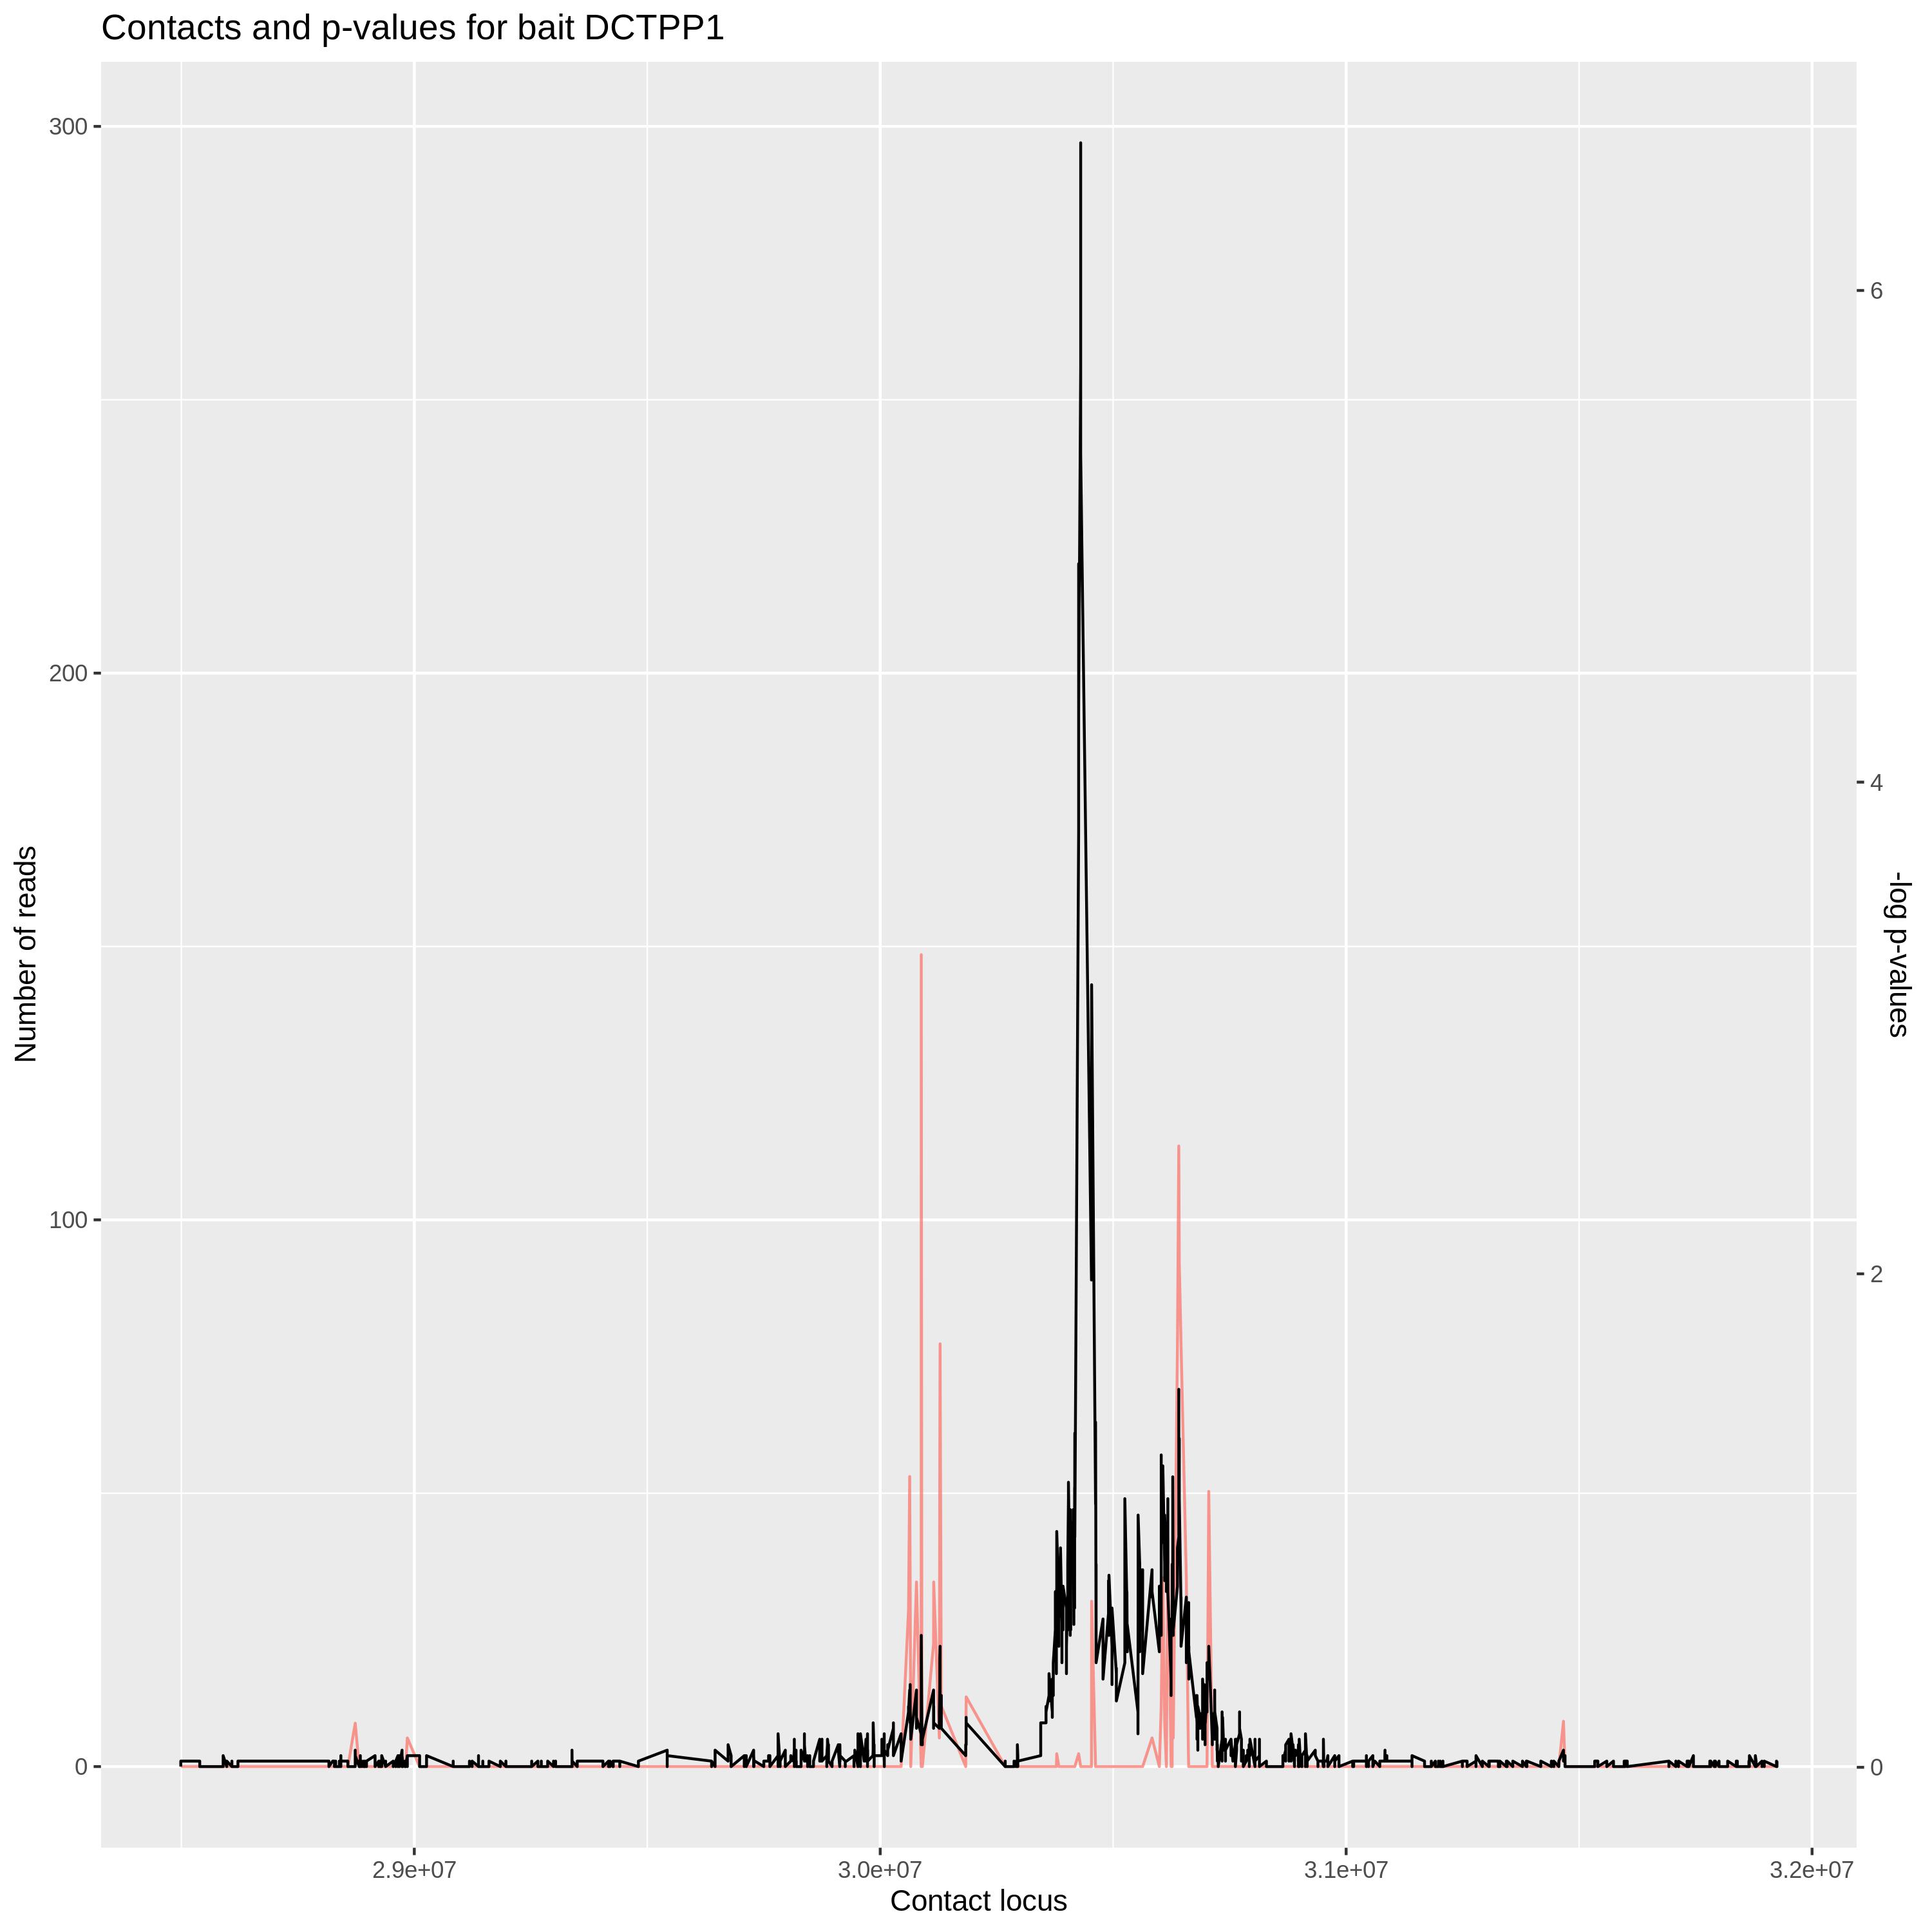 Contacts and p-values for bait DCTPP1
300
200
100
0
Number of reads
6
4
2
0
-log p-values
2.9e+07
3.0e+07
3.1e+07
3.2e+07
Contact locus